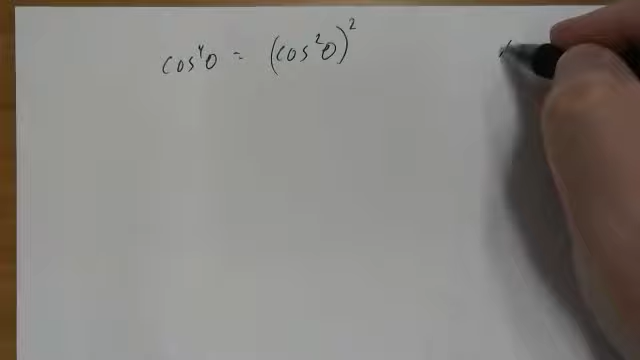 cos⁴θ = (cos²θ)²